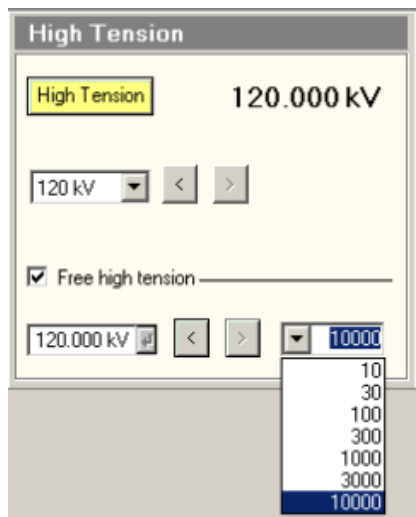 High Tension
High Tension 120.000 kV
120 kV < >
Free high tension
120.000 kV < > 10000
10
30
100
300
1000
3000
10000